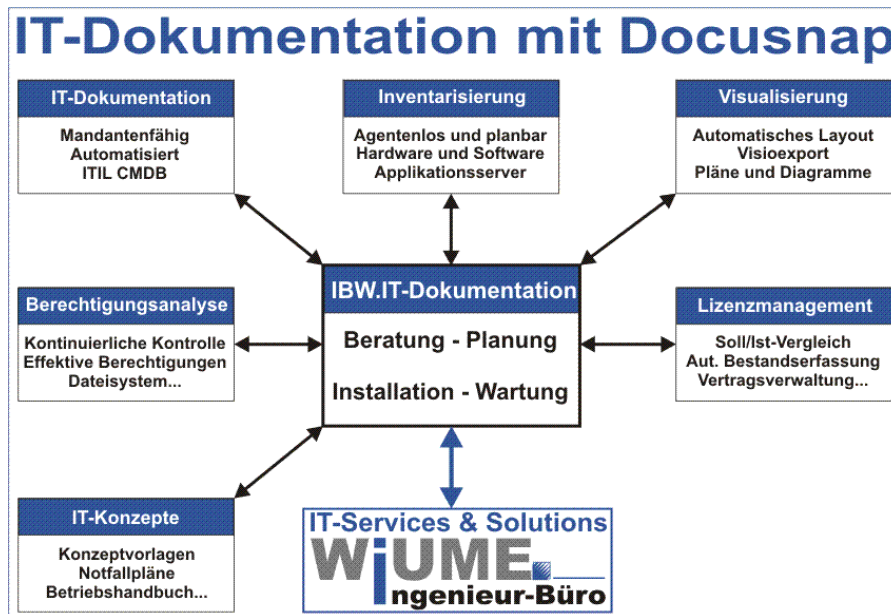 IT-Dokumentation mit Docusnap
IT-Dokumentation
Mandantenfähig
Automatisiert
ITIL CMDB
Inventarisierung
Agentenlos und planbar
Hardware und Software
Applikationsserver
Visualisierung
Automatisches Layout
Visioexport
Pläne und Diagramme
Berechtigungsanalyse
Kontinuierliche Kontrolle
Effektive Berechtigungen
Dateisystem...
IBW.IT-Dokumentation
Beratung - Planung
Installation - Wartung
Lizenzmanagement
Soll/Ist-Vergleich
Aut. Bestandserfassung
Vertragsverwaltung...
IT-Konzepte
Konzeptvorlagen
Notfallpläne
Betriebshandbuch...
IT-Services & Solutions
WiUME
ingenieur-Büro